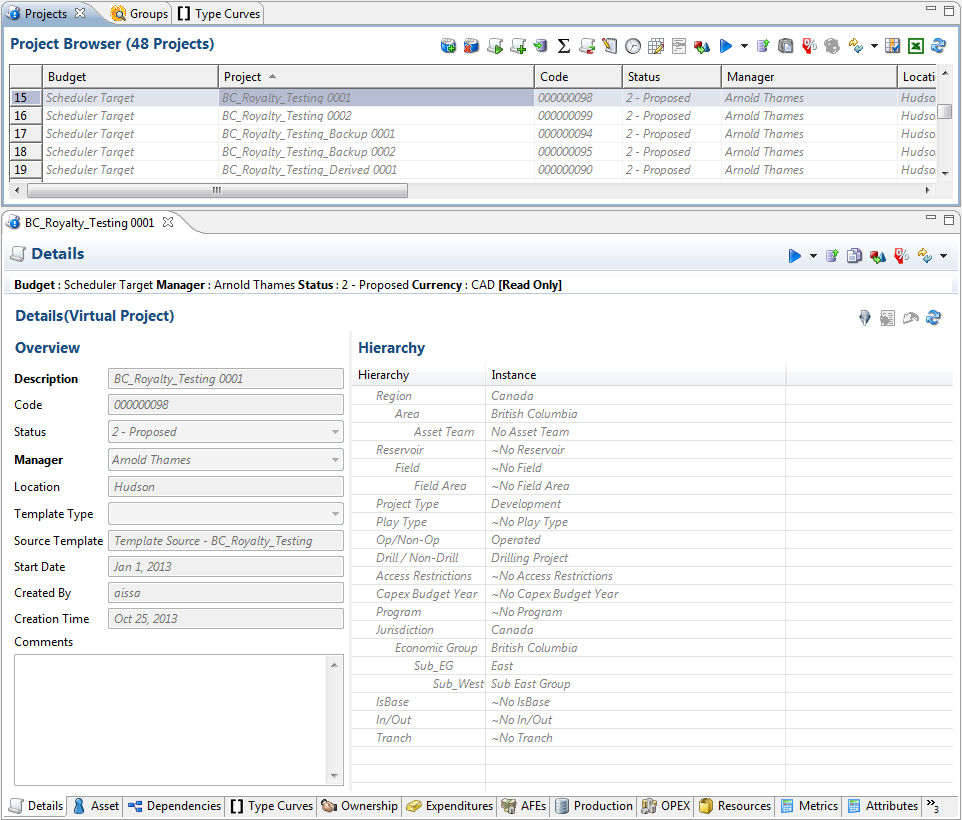 Projects Groups Type Curves
Project Browser (48 Projects)
Budget Project Code Status Manager Locati
15 Scheduler Target BC_Royalty_Testing 0001 000000098 2 - Proposed Arnold Thames Hudso
16 Scheduler Target BC_Royalty_Testing 0002 000000099 2 - Proposed Arnold Thames Hudso
17 Scheduler Target BC_Royalty_Testing_Backup 0001 000000094 2 - Proposed Arnold Thames Hudso
18 Scheduler Target BC_Royalty_Testing_Backup 0002 000000095 2 - Proposed Arnold Thames Hudso
19 Scheduler Target BC_Royalty_Testing_Derived 0001 000000090 2 - Proposed Arnold Thames Hudso
BC_Royalty_Testing 0001
Details
Budget : Scheduler Target Manager : Arnold Thames Status : 2 - Proposed Currency : CAD [Read Only]
Details(Virtual Project)
Overview
Description BC_Royalty_Testing 0001
Code 000000098
Status 2 - Proposed
Manager Arnold Thames
Location Hudson
Template Type
Source Template Template Source - BC_Royalty_Testing
Start Date Jan 1, 2013
Created By aissa
Creation Time Oct 25, 2013
Comments
Hierarchy
Hierarchy Instance
Region Canada
Area British Columbia
Asset Team No Asset Team
Reservoir ~No Reservoir
Field ~No Field
Field Area ~No Field Area
Project Type Development
Play Type ~No Play Type
Op/Non-Op Operated
Drill / Non-Drill Drilling Project
Access Restrictions ~No Access Restrictions
Capex Budget Year ~No Capex Budget Year
Program ~No Program
Jurisdiction Canada
Economic Group British Columbia
Sub_EG East
Sub_West Sub East Group
IsBase ~No IsBase
In/Out ~No In/Out
Tranch ~No Tranch
Details Asset Dependencies Type Curves Ownership Expenditures AFEs Production OPEX Resources Metrics Attributes »3